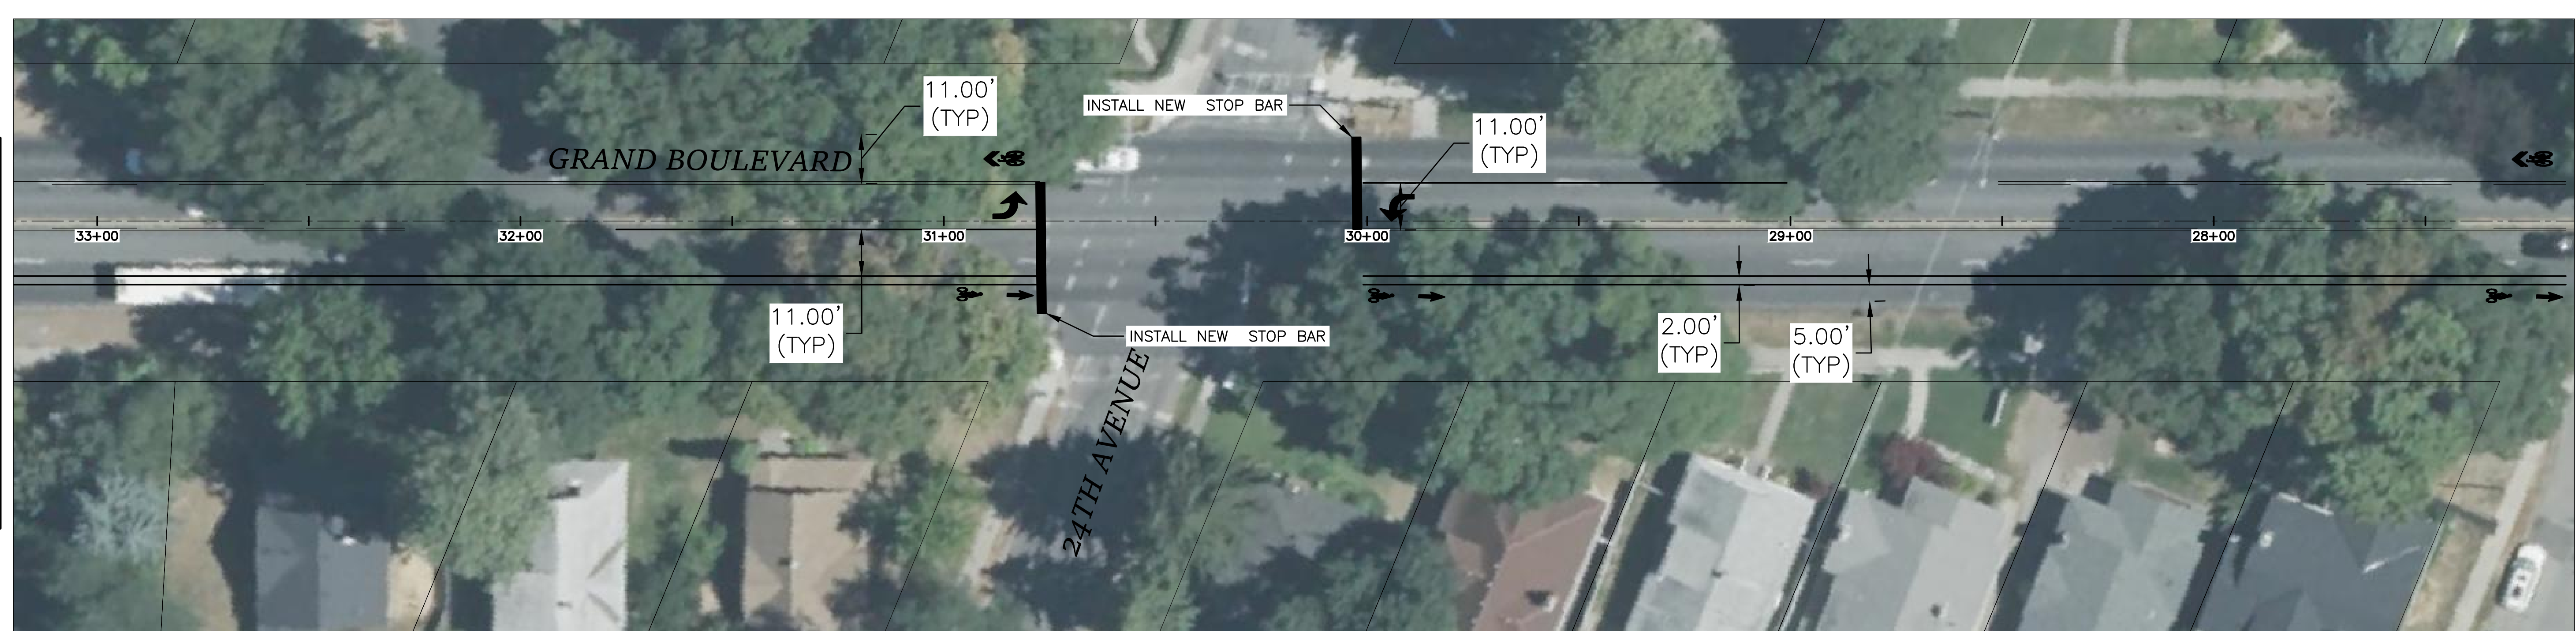 11.00'
(TYP)
INSTALL NEW STOP BAR
11.00'
(TYP)
GRAND BOULEVARD
33+00
32+00
31+00
30+00
29+00
28+00
11.00'
(TYP)
INSTALL NEW STOP BAR
2.00'
(TYP)
5.00'
(TYP)
24TH AVENUE